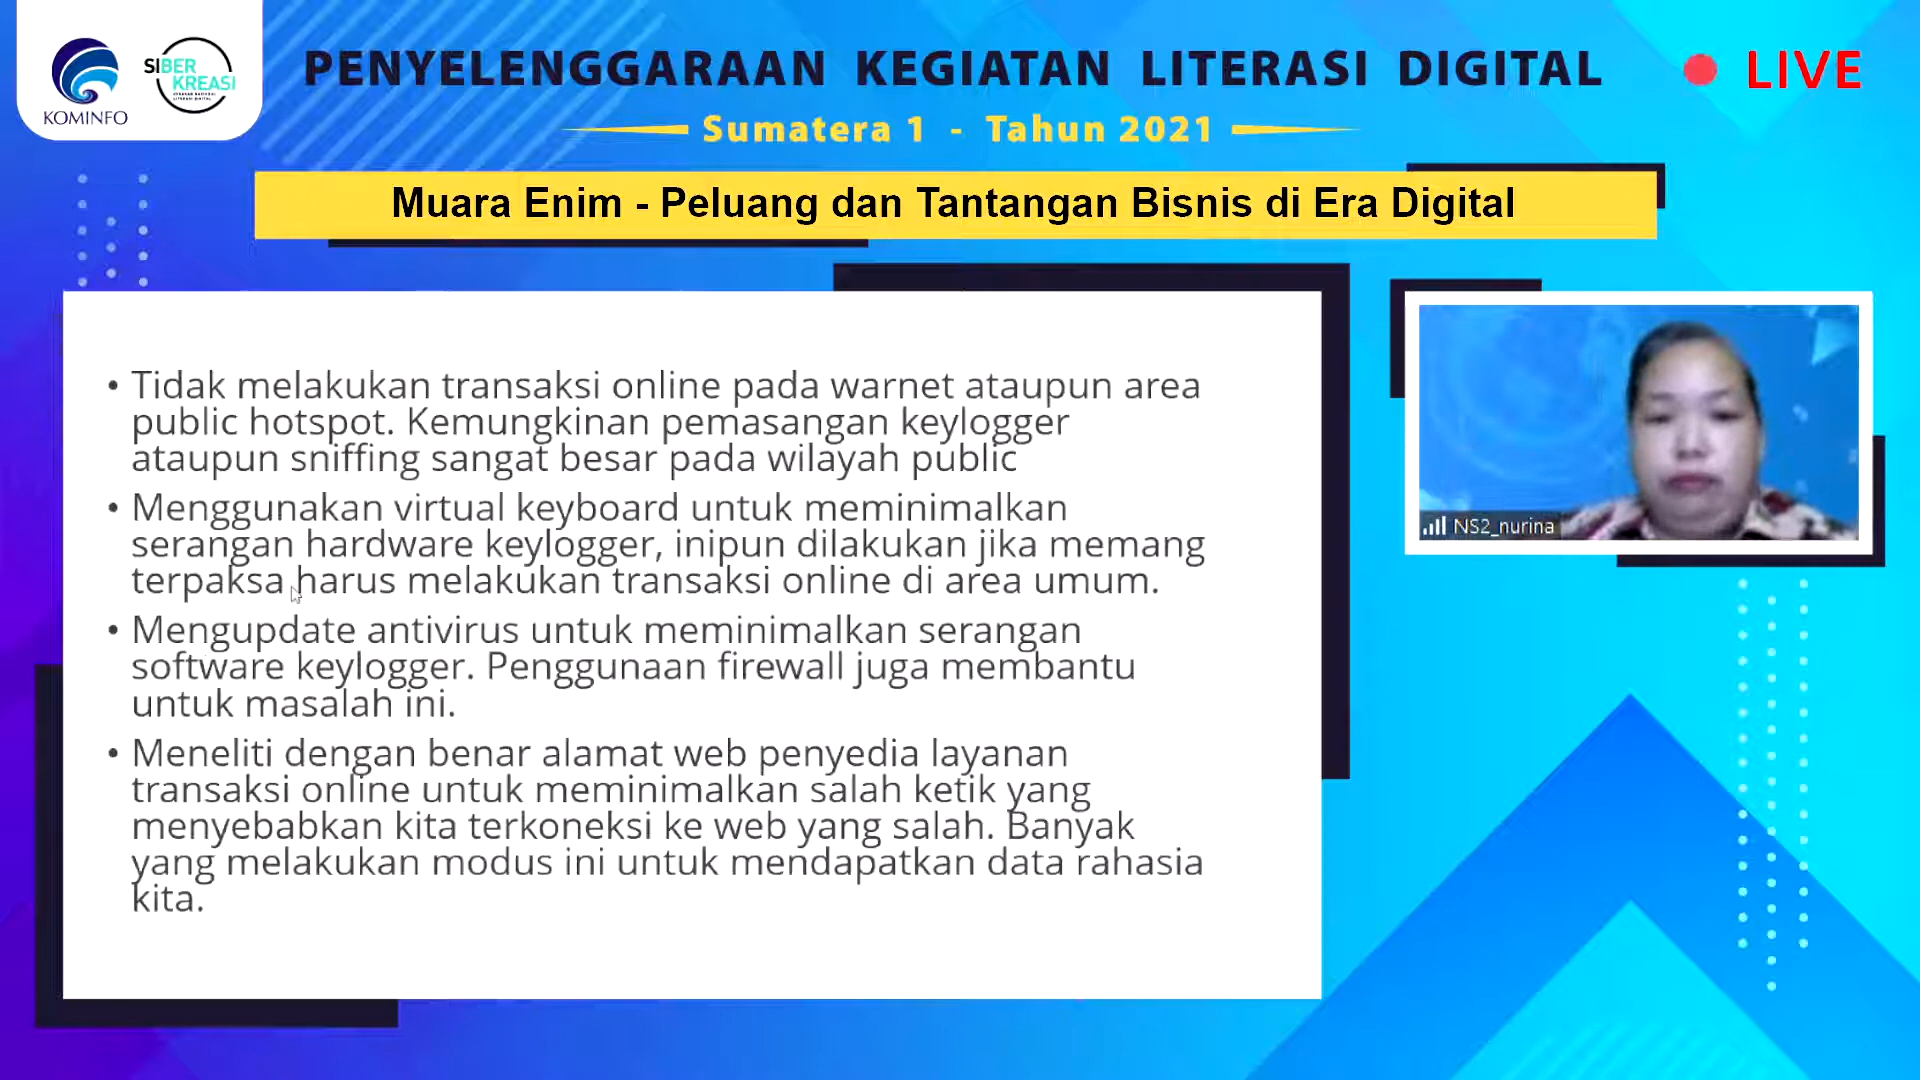 KOMINFO
SIBER
KREASI
PENYELENGGARAAN KEGIATAN LITERASI DIGITAL
LIVE
Sumatera 1 - Tahun 2021
Muara Enim - Peluang dan Tantangan Bisnis di Era Digital
• Tidak melakukan transaksi online pada warnet ataupun area
public hotspot. Kemungkinan pemasangan keylogger
ataupun sniffing sangat besar pada wilayah public
• Menggunakan virtual keyboard untuk meminimalkan
serangan hardware keylogger, inipun dilakukan jika memang
terpaksa harus melakukan transaksi online di area umum.
• Mengupdate antivirus untuk meminimalkan serangan
software keylogger. Penggunaan firewall juga membantu
untuk masalah ini.
• Meneliti dengan benar alamat web penyedia layanan
transaksi online untuk meminimalkan salah ketik yang
menyebabkan kita terkoneksi ke web yang salah. Banyak
yang melakukan modus ini untuk mendapatkan data rahasia
kita.
NS2_nurina